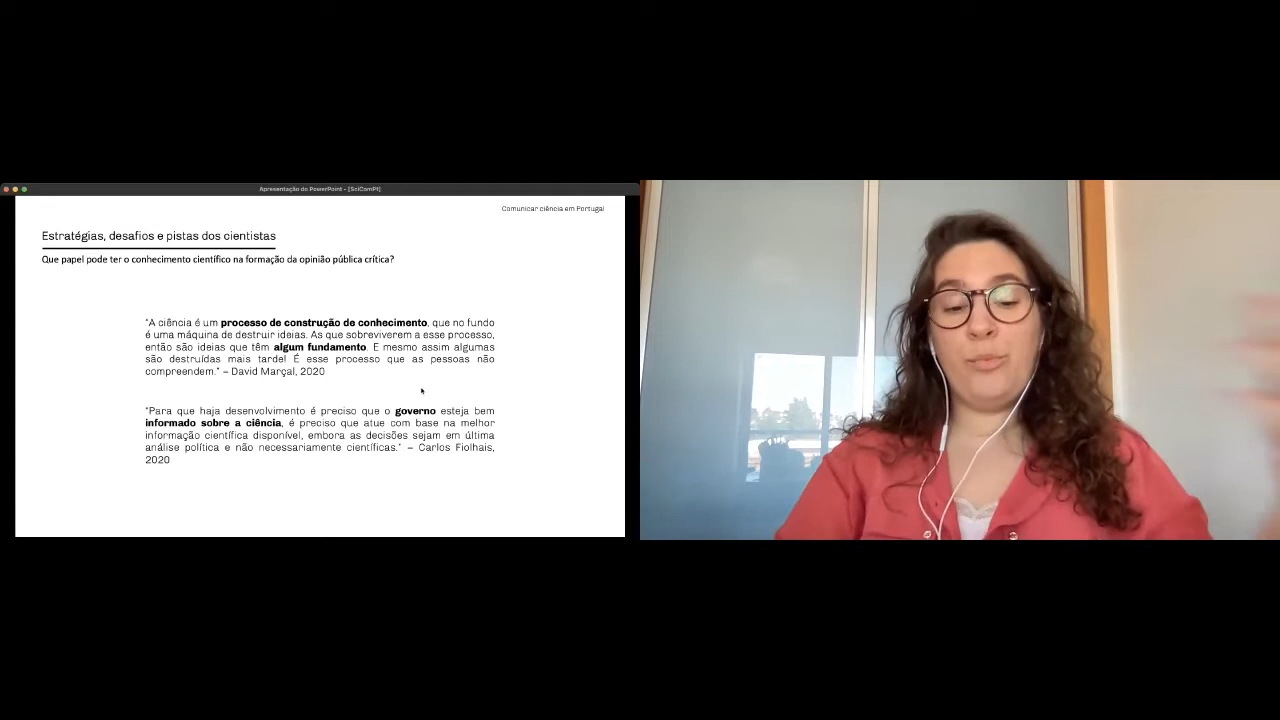 Apresentação do PowerPoint - [SciComPt]
Comunicar ciência em Portugal
Estratégias, desafios e pistas dos cientistas
Que papel pode ter o conhecimento científico na formação da opinião pública crítica?
“A ciência é um processo de construção de conhecimento, que no fundo
é uma máquina de destruir ideias. As que sobreviverem a esse processo,
então são ideias que têm algum fundamento. E mesmo assim algumas
são destruídas mais tarde! É esse processo que as pessoas não
compreendem.” – David Marçal, 2020
“Para que haja desenvolvimento é preciso que o governo esteja bem
informado sobre a ciência, é preciso que atue com base na melhor
informação científica disponível, embora as decisões sejam em última
análise política e não necessariamente científicas.” – Carlos Fiolhais,
2020